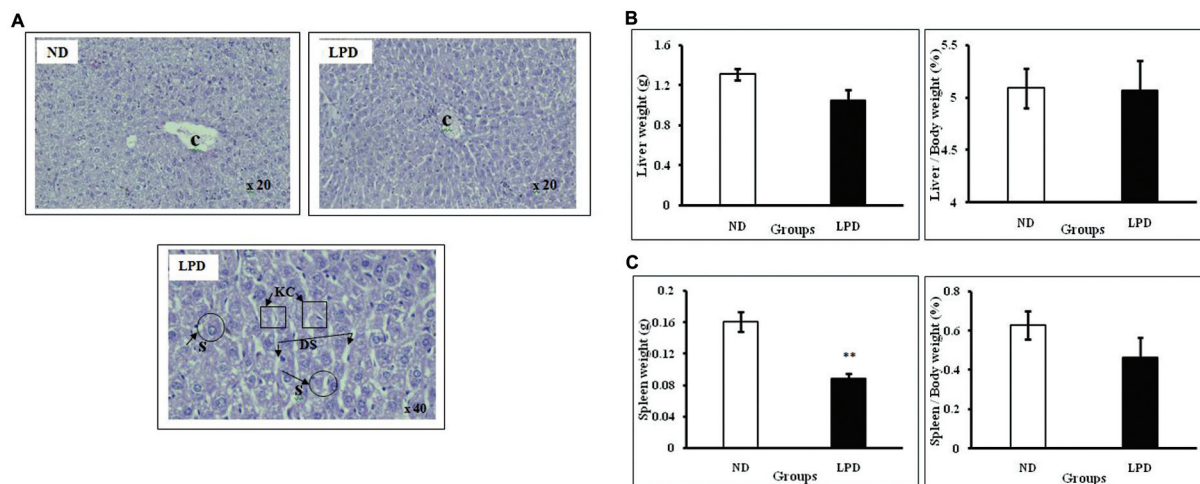 A
ND
C
x 20
LPD
C
x 20
LPD
KC
S
DS
S
x 40
B
Liver weight (g)
1.6
1.2
0.8
0.4
0
ND
LPD
Groups
Liver / Body weight (%)
5.5
5
4.5
4
ND
LPD
Groups
C
Spleen weight (g)
0.2
0.16
0.12
0.08
0.04
0
**
ND
LPD
Groups
Spleen / Body weight (%)
0.8
0.6
0.4
0.2
0
ND
LPD
Groups